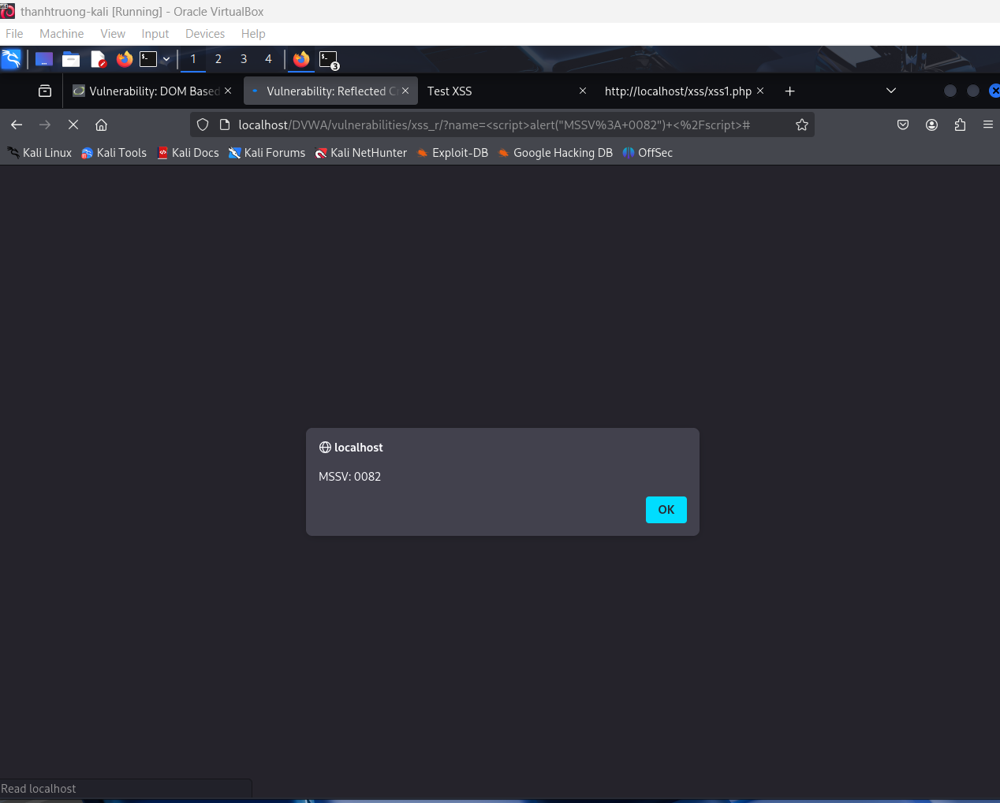 thanhtruong-kali [Running] - Oracle VirtualBox
File Machine View Input Devices Help
1 2 3 4 3
Vulnerability: DOM Based Vulnerability: Reflected C Test XSS http://localhost/xss/xss1.php
localhost/DVWA/vulnerabilities/xss_r/?name=<script>alert("MSSV%3A+0082")+<%2Fscript>#
Kali Linux Kali Tools Kali Docs Kali Forums Kali NetHunter Exploit-DB Google Hacking DB OffSec
localhost
MSSV: 0082
OK
Read localhost